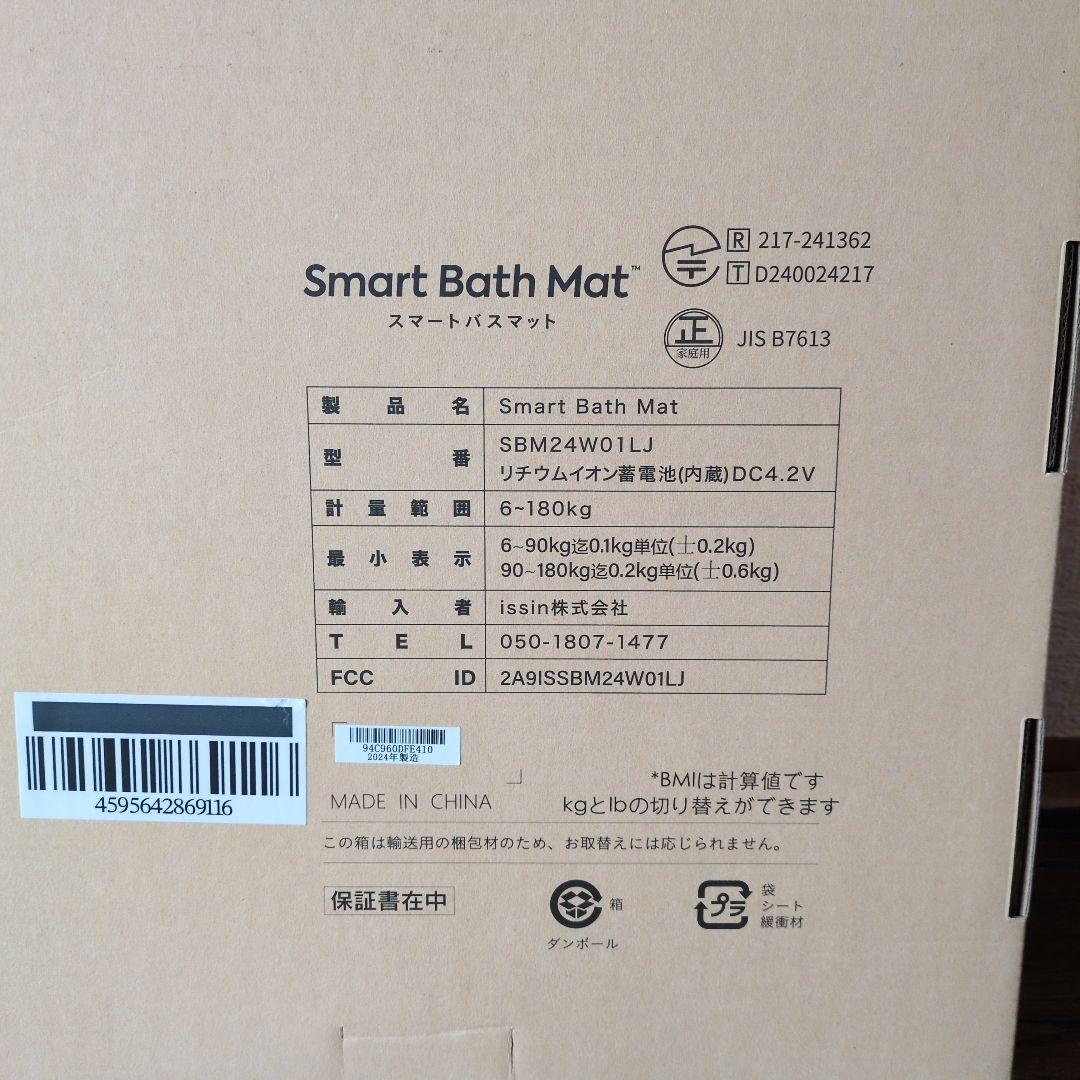 Smart Bath Mat™
スマートバスマット
R 217-241362
T D240024217
正
家庭用
JIS B7613
製品名 Smart Bath Mat
型番 SBM24W01LJ
リチウムイオン蓄電池(内蔵)DC4.2V
計量範囲 6~180kg
最小表示 6~90kg迄0.1kg単位(士0.2kg)
90~180kg迄0.2kg単位(士0.6kg)
輸入者 issin株式会社
TEL 050-1807-1477
FCC ID 2A9ISSBM24W01LJ
4595642869116
94C960DFE410
2024年製造
*BMIは計算値です
MADE IN CHINA
kgとlbの切り替えができます
この箱は輸送用の梱包材のため、お取替えには応じられません。
保証書在中
箱
ダンボール
プラ
袋
シート
緩衝材